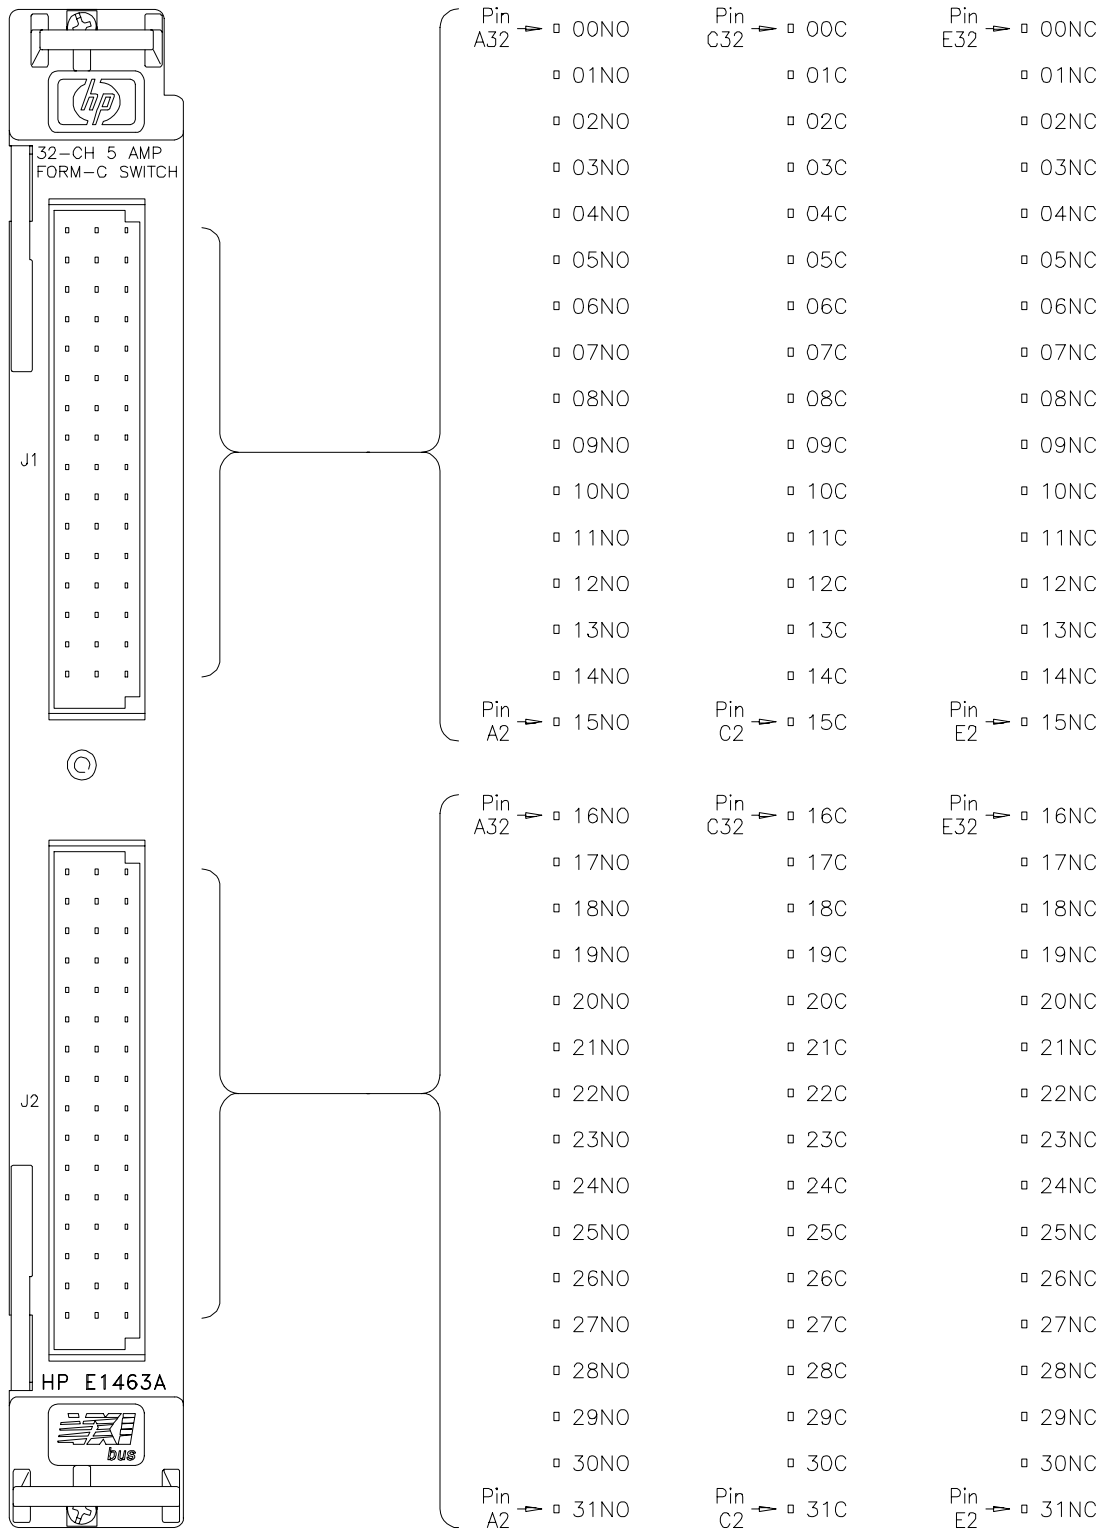 hp
32-CH 5 AMP
FORM-C SWITCH
J1
Pin A32 00NO Pin C32 00C Pin E32 00NC
01NO 01C 01NC
02NO 02C 02NC
03NO 03C 03NC
04NO 04C 04NC
05NO 05C 05NC
06NO 06C 06NC
07NO 07C 07NC
08NO 08C 08NC
09NO 09C 09NC
10NO 10C 10NC
11NO 11C 11NC
12NO 12C 12NC
13NO 13C 13NC
14NO 14C 14NC
Pin A2 15NO Pin C2 15C Pin E2 15NC
J2
Pin A32 16NO Pin C32 16C Pin E32 16NC
17NO 17C 17NC
18NO 18C 18NC
19NO 19C 19NC
20NO 20C 20NC
21NO 21C 21NC
22NO 22C 22NC
23NO 23C 23NC
24NO 24C 24NC
25NO 25C 25NC
26NO 26C 26NC
27NO 27C 27NC
28NO 28C 28NC
29NO 29C 29NC
30NO 30C 30NC
Pin A2 31NO Pin C2 31C Pin E2 31NC
HP E1463A
VXI
bus